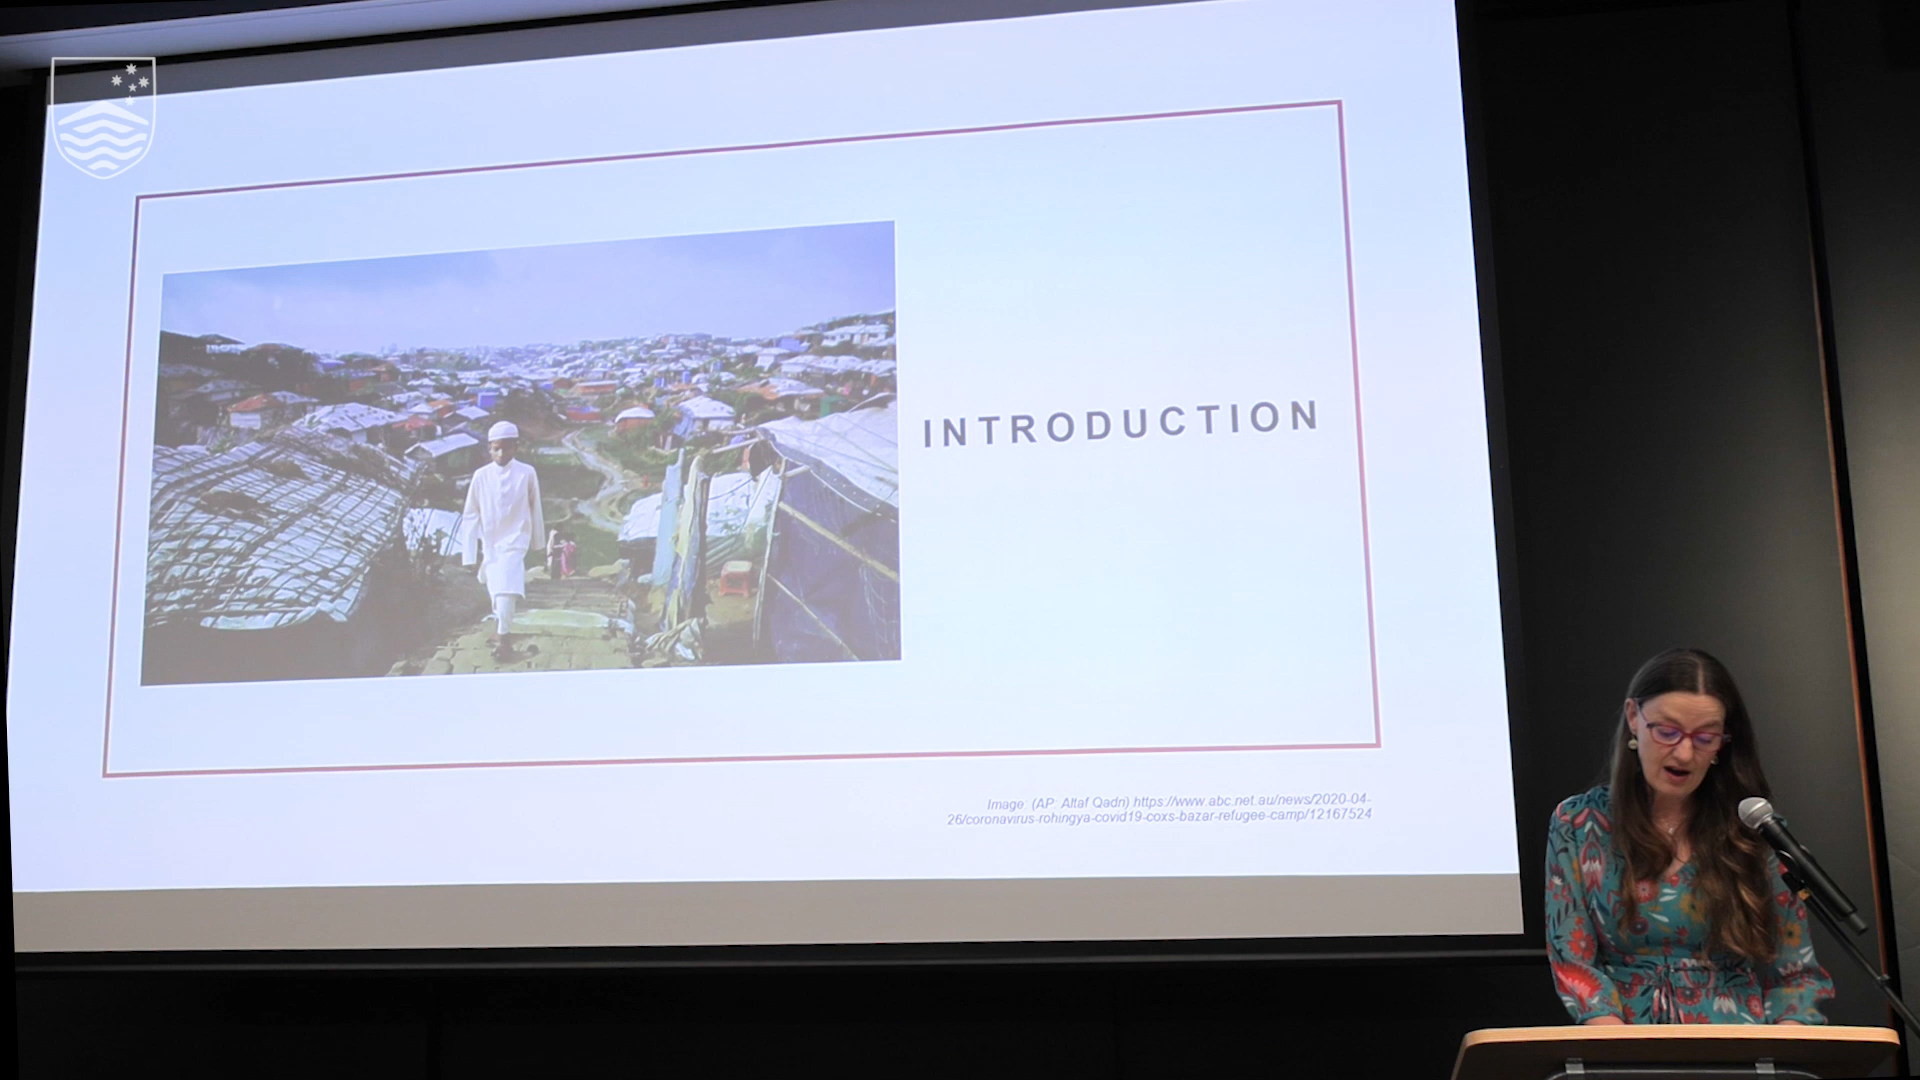 INTRODUCTION
Image: (AP: Altaf Qadri) https://www.abc.net.au/news/2020-04-
26/coronavirus-rohingya-covid19-coxs-bazar-refugee-camp/12167524